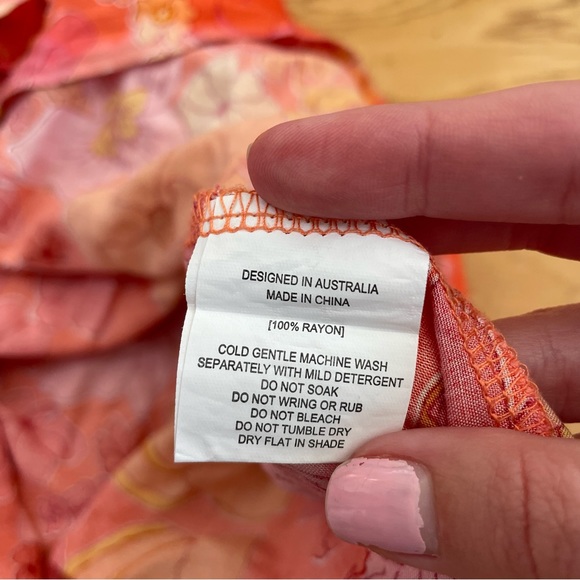 DESIGNED IN AUSTRALIA
MADE IN CHINA
[100% RAYON]
COLD GENTLE MACHINE WASH
SEPARATELY WITH MILD DETERGENT
DO NOT SOAK
DO NOT WRING OR RUB
DO NOT BLEACH
DO NOT TUMBLE DRY
DRY FLAT IN SHADE